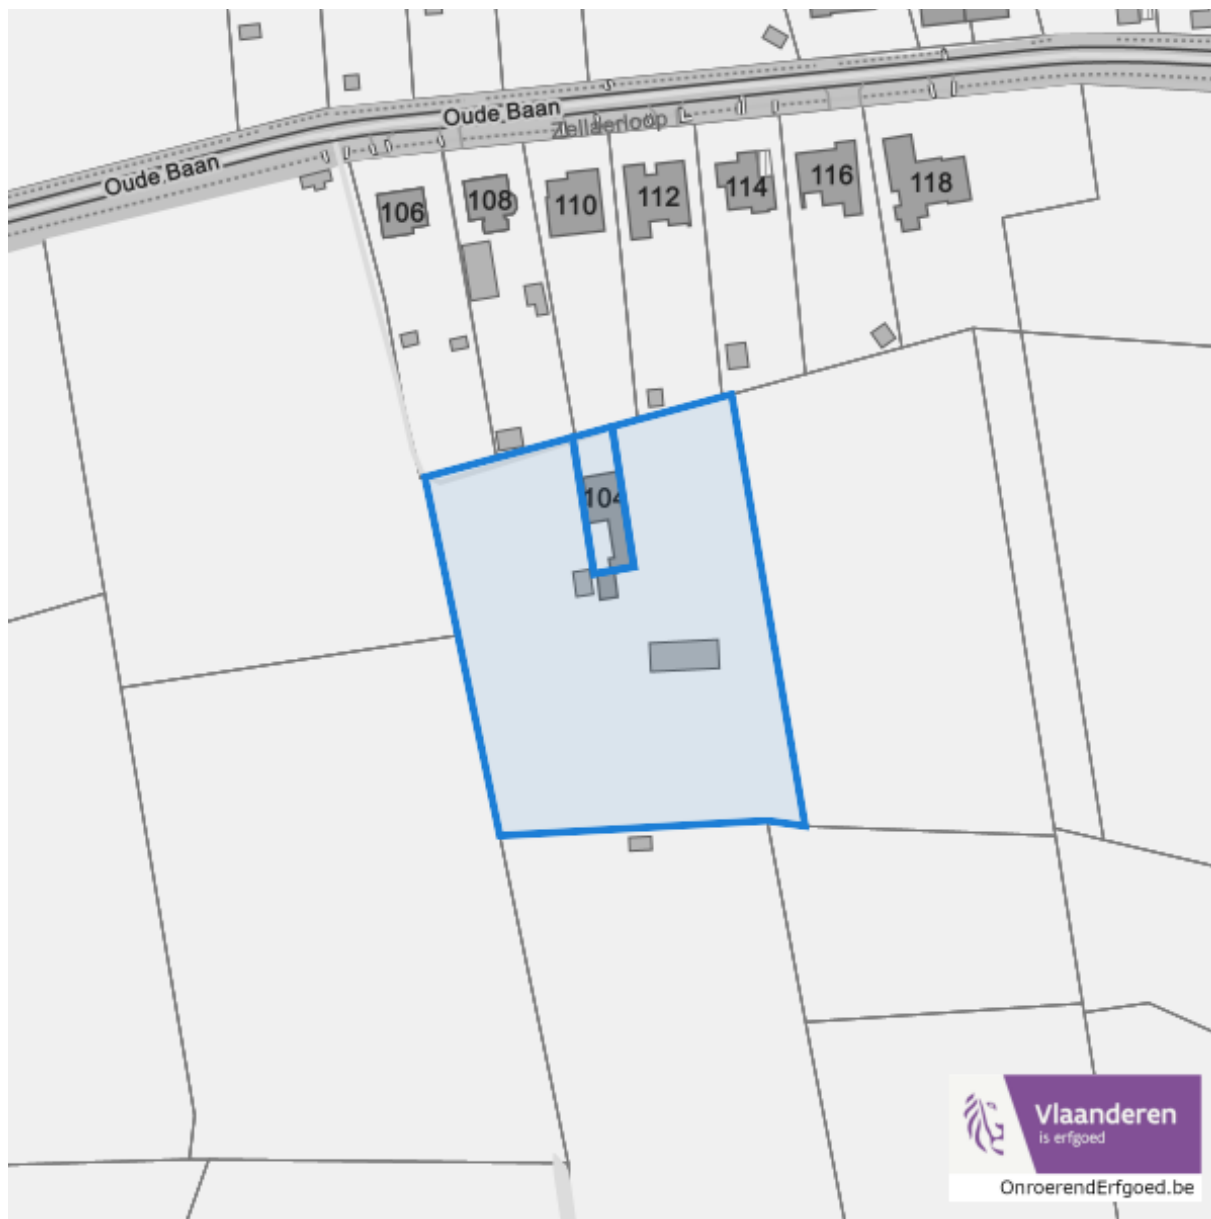 Oude Baan
Zellaerloop
Oude Baan
106
108
110
112
114
116
118
104
Vlaanderen
is erfgoed
OnroerendErfgoed.be